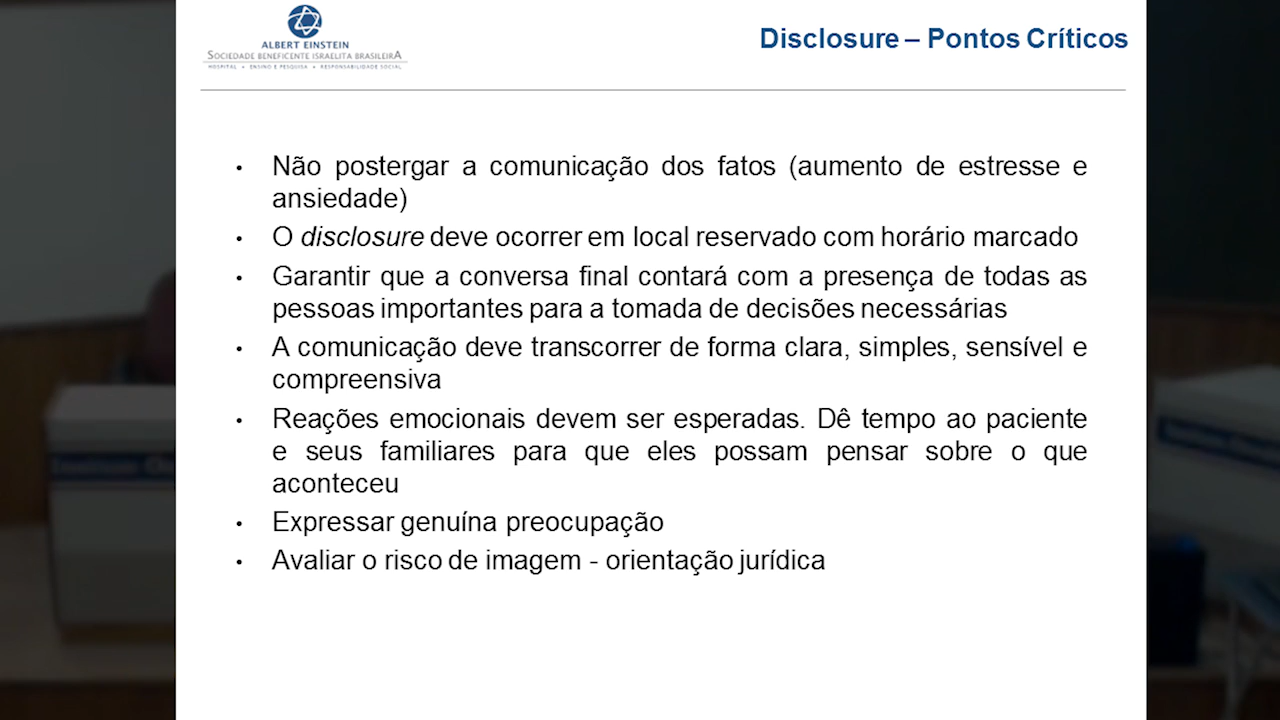 ALBERT EINSTEIN
SOCIEDADE BENEFICENTE ISRAELITA BRASILEIRA
HOSPITAL • ENSINO E PESQUISA • RESPONSABILIDADE SOCIAL
Disclosure – Pontos Críticos
• Não postergar a comunicação dos fatos (aumento de estresse e
ansiedade)
• O disclosure deve ocorrer em local reservado com horário marcado
• Garantir que a conversa final contará com a presença de todas as
pessoas importantes para a tomada de decisões necessárias
• A comunicação deve transcorrer de forma clara, simples, sensível e
compreensiva
• Reações emocionais devem ser esperadas. Dê tempo ao paciente
e seus familiares para que eles possam pensar sobre o que
aconteceu
• Expressar genuína preocupação
• Avaliar o risco de imagem - orientação jurídica